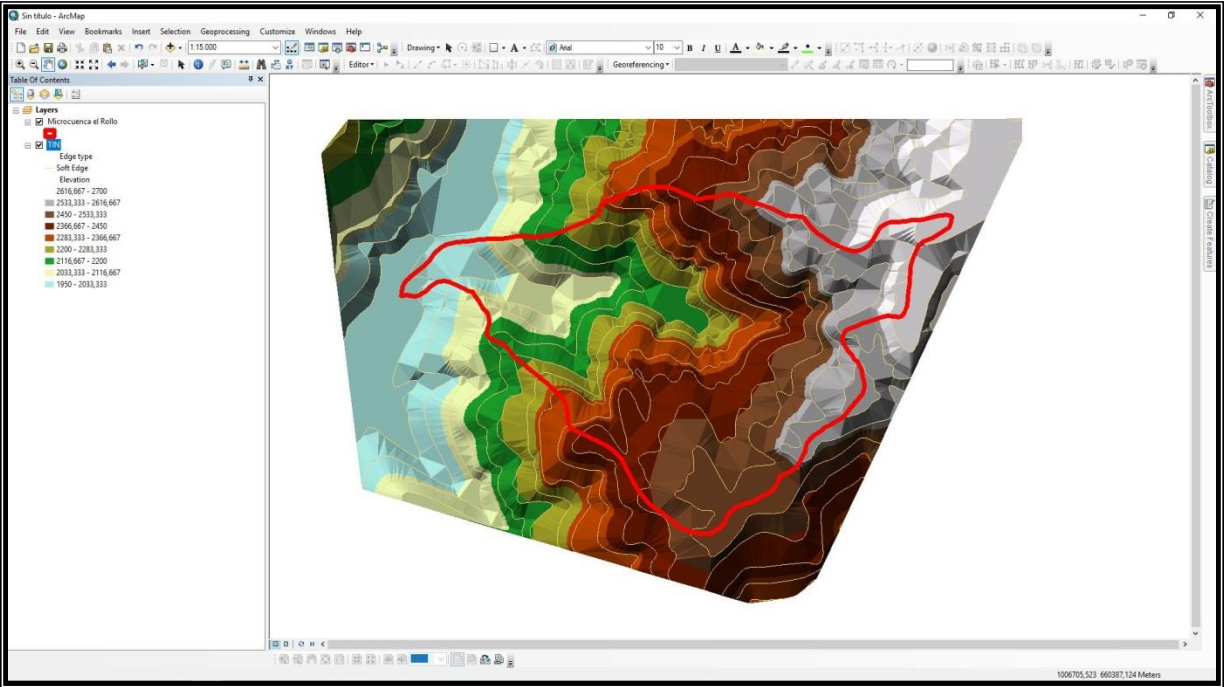 Sin título - ArcMap
File Edit View Bookmarks Insert Selection Geoprocessing Customize Windows Help
1:15.000 Drawing Arial 10 B I U A
Editor Georeferencing
Table Of Contents
Layers
Microcuenca el Rollo
TIN
Edge type
Soft Edge
Elevation
2616,667 - 2700
2533,333 - 2616,667
2450 - 2533,333
2366,667 - 2450
2283,333 - 2366,667
2200 - 2283,333
2116,667 - 2200
2033,333 - 2116,667
1950 - 2033,333
ArcToolbox
Catalog
Create Features
1006705,523 660387,124 Meters